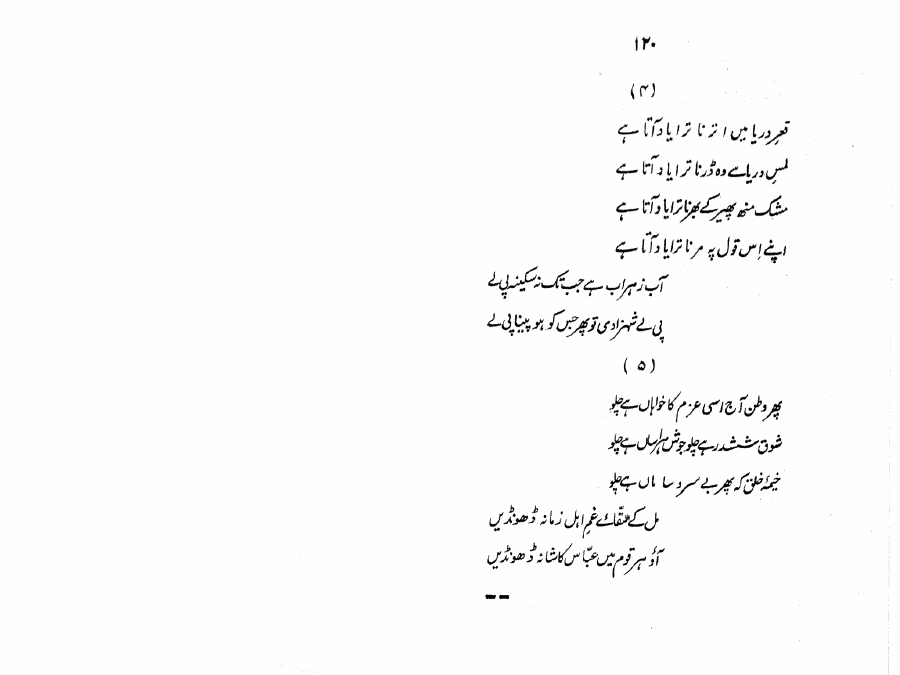 ۱۲۰
(۴)
قعرِ دریا میں اترنا ترا یاد آتا ہے
لمسِ دریا سے وہ ڈرنا ترا یاد آتا ہے
مشک منھ پھیر کے بھرنا ترا یاد آتا ہے
اپنے اِس قول پہ مرنا ترا یاد آتا ہے
آب زہراب ہے جب تک نہ سکینہ پی لے
پی لے شہزادی تو پھر جس کو ہو پینا پی لے
(۵)
پھر وطن آج اسی عزم کا خواہاں ہے چلو
شوق ششدر ہے چلو جوش ہراساں ہے چلو
خیمۂ خلق کہ پھر بے سرو ساماں ہے چلو
مل کے سقّائے غمِ اہل زمانہ ڈھونڈیں
آؤ ہر قوم میں عبّاس کا شانہ ڈھونڈیں